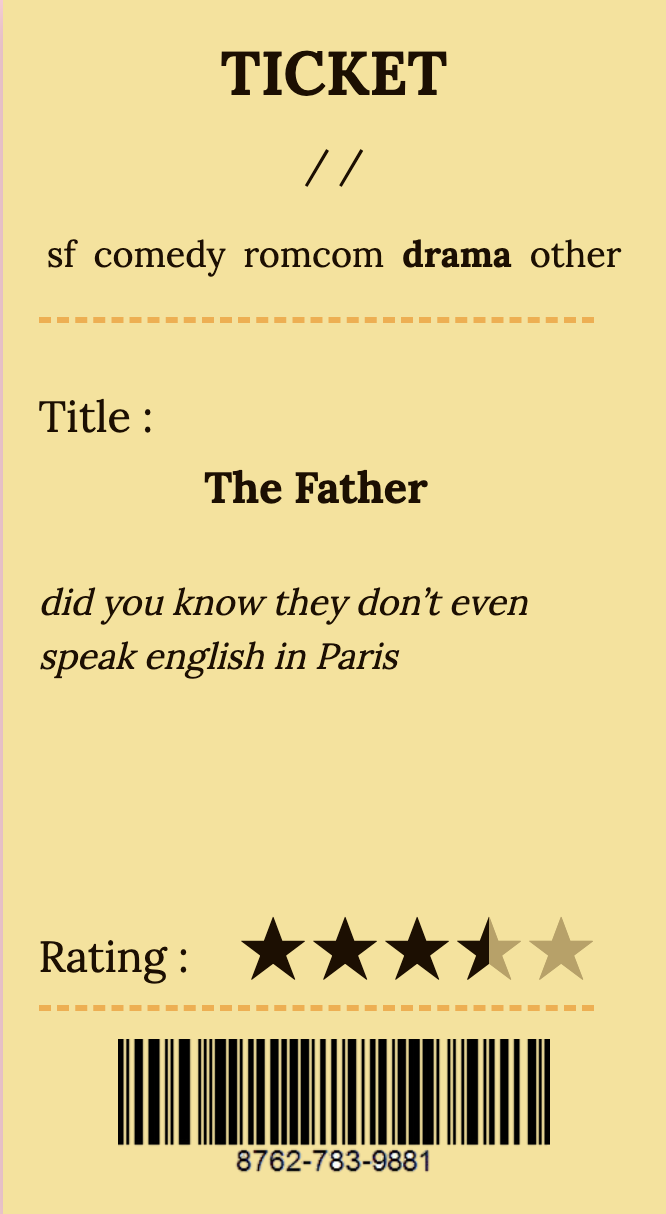 TICKET
/ /
sf comedy romcom drama other
Title :
The Father
did you know they don’t even
speak english in Paris
Rating :
8762-783-9881